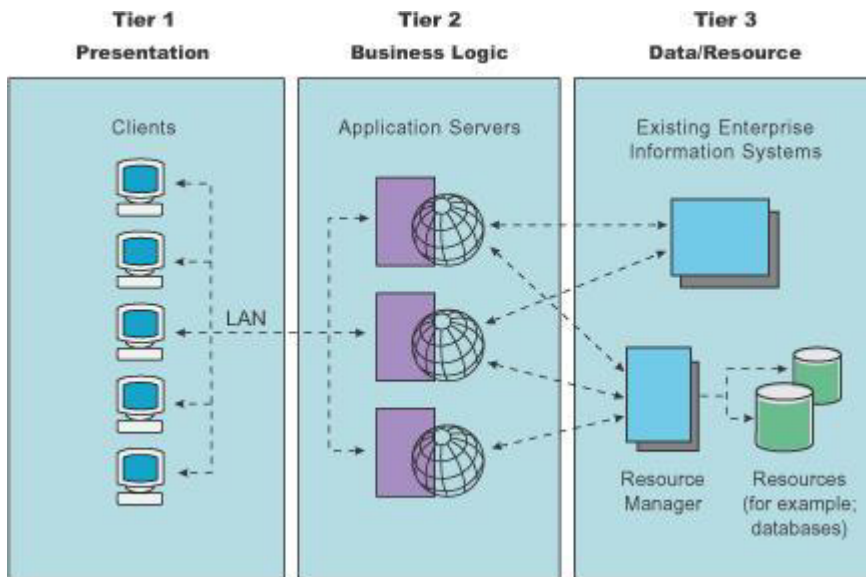 Tier 1
Presentation
Tier 2
Business Logic
Tier 3
Data/Resource
Clients
Application Servers
Existing Enterprise
Information Systems
LAN
Resource
Manager
Resources
(for example;
databases)